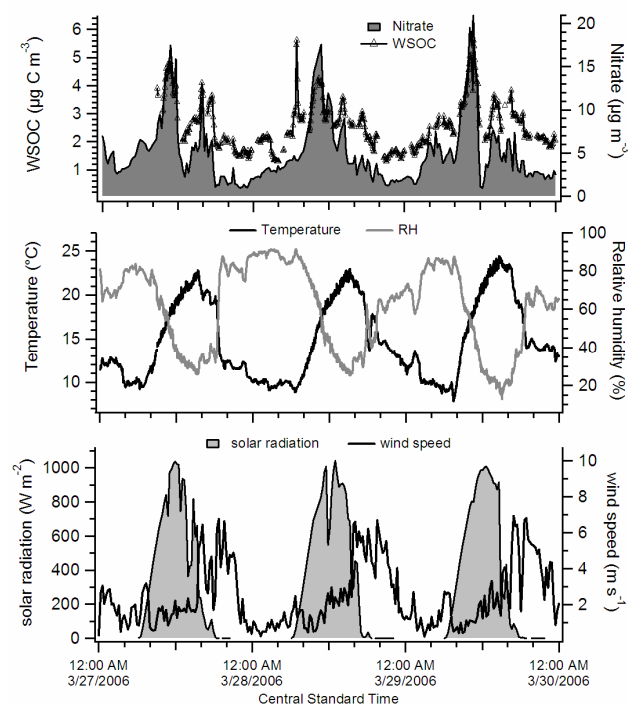 Nitrate
WSOC
WSOC (µg C m⁻³)
6
5
4
3
2
1
Nitrate (µg m⁻³)
20
15
10
5
0
Temperature
RH
Temperature (°C)
25
20
15
10
Relative humidity (%)
100
80
60
40
20
solar radiation
wind speed
solar radiation (W m⁻²)
1000
800
600
400
200
0
wind speed (m s⁻¹)
10
8
6
4
2
12:00 AM
3/27/2006
12:00 AM
3/28/2006
12:00 AM
3/29/2006
12:00 AM
3/30/2006
Central Standard Time